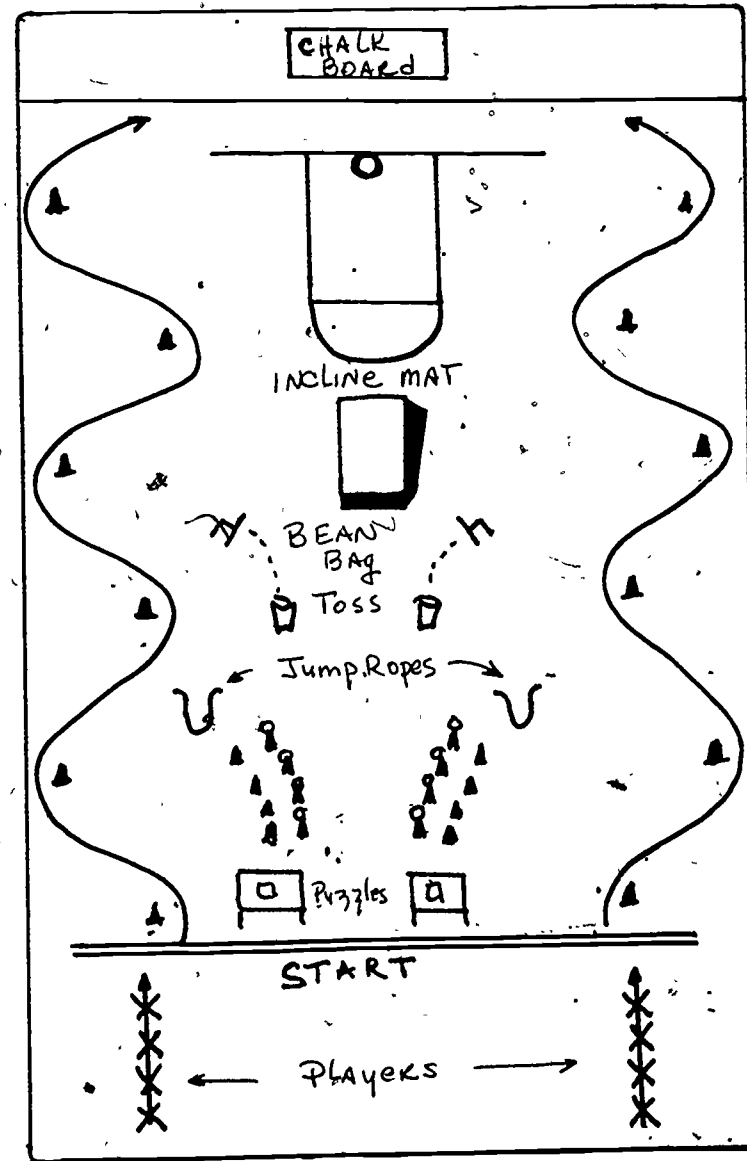 CHALK
BOARd
INCLINE MAT
BEAN
BAg
Toss
Jump Ropes
Puzzles
START
PLAyERS